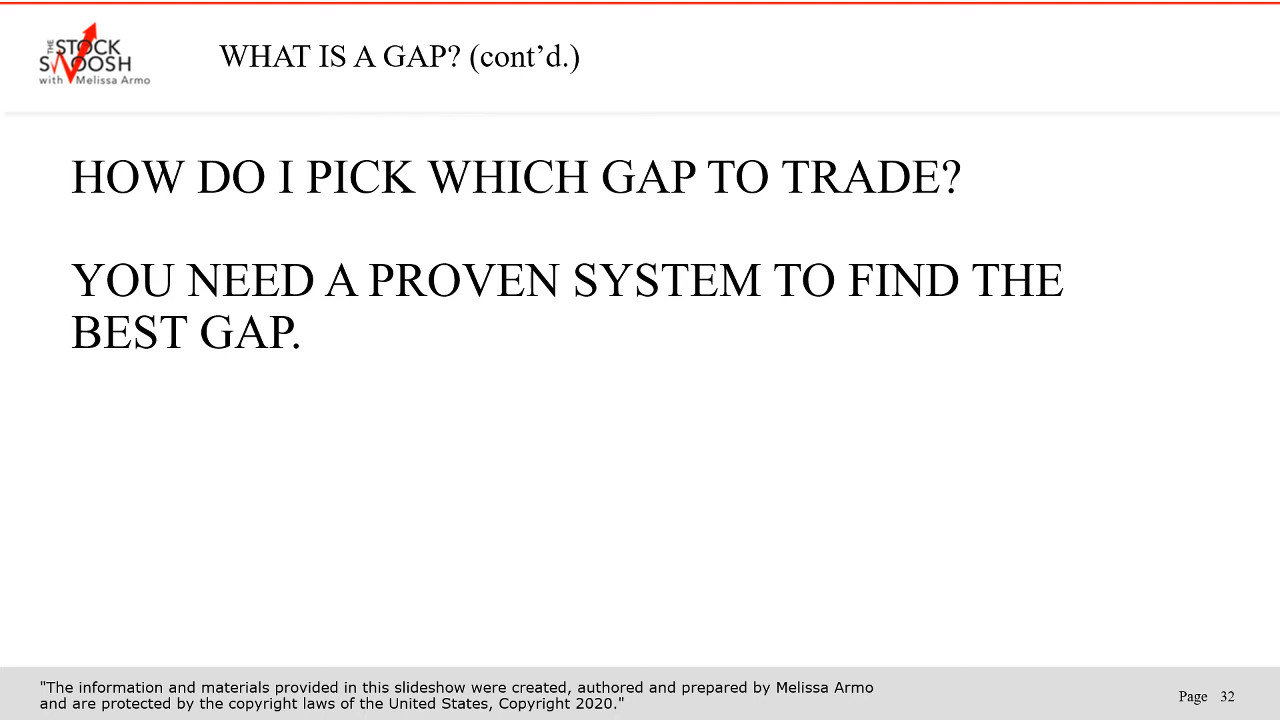 THE STOCK
SWOOSH
with Melissa Armo
WHAT IS A GAP? (cont’d.)
HOW DO I PICK WHICH GAP TO TRADE?
YOU NEED A PROVEN SYSTEM TO FIND THE
BEST GAP.
"The information and materials provided in this slideshow were created, authored and prepared by Melissa Armo
and are protected by the copyright laws of the United States, Copyright 2020."
Page 32